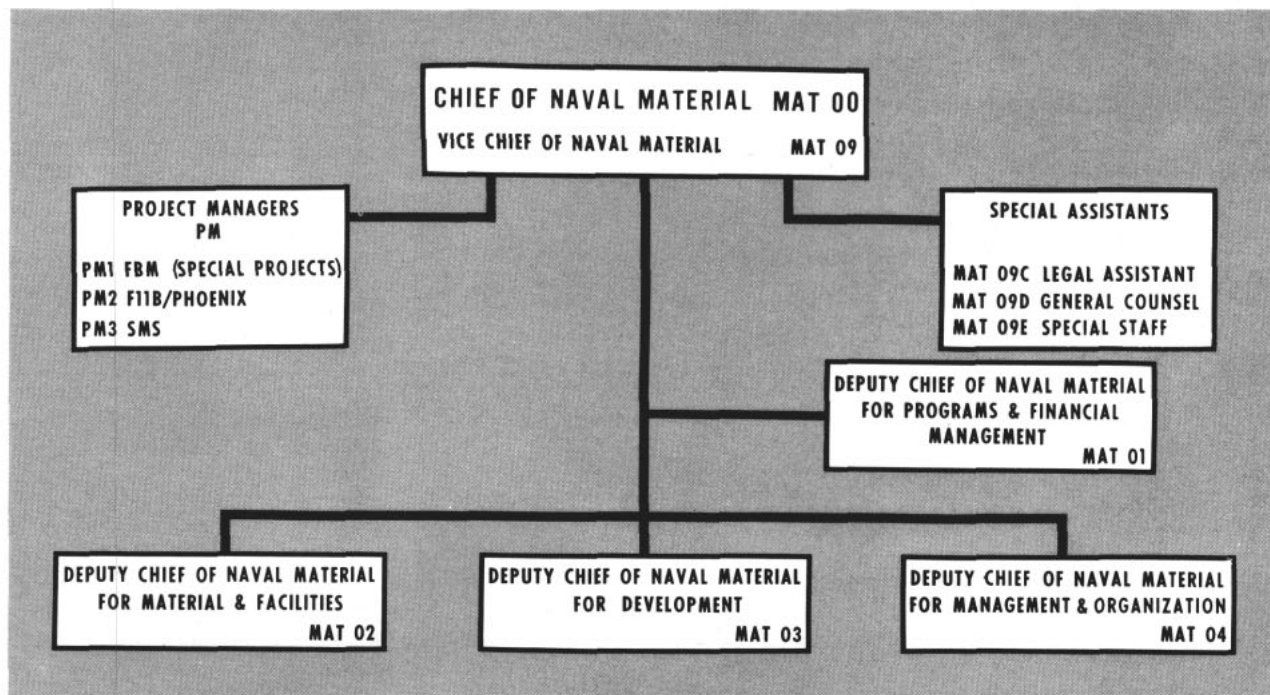 CHIEF OF NAVAL MATERIAL MAT 00
VICE CHIEF OF NAVAL MATERIAL MAT 09
PROJECT MANAGERS
PM
PM1 FBM (SPECIAL PROJECTS)
PM2 F11B/PHOENIX
PM3 SMS
SPECIAL ASSISTANTS
MAT 09C LEGAL ASSISTANT
MAT 09D GENERAL COUNSEL
MAT 09E SPECIAL STAFF
DEPUTY CHIEF OF NAVAL MATERIAL
FOR PROGRAMS & FINANCIAL
MANAGEMENT
MAT 01
DEPUTY CHIEF OF NAVAL MATERIAL
FOR MATERIAL & FACILITIES
MAT 02
DEPUTY CHIEF OF NAVAL MATERIAL
FOR DEVELOPMENT
MAT 03
DEPUTY CHIEF OF NAVAL MATERIAL
FOR MANAGEMENT & ORGANIZATION
MAT 04